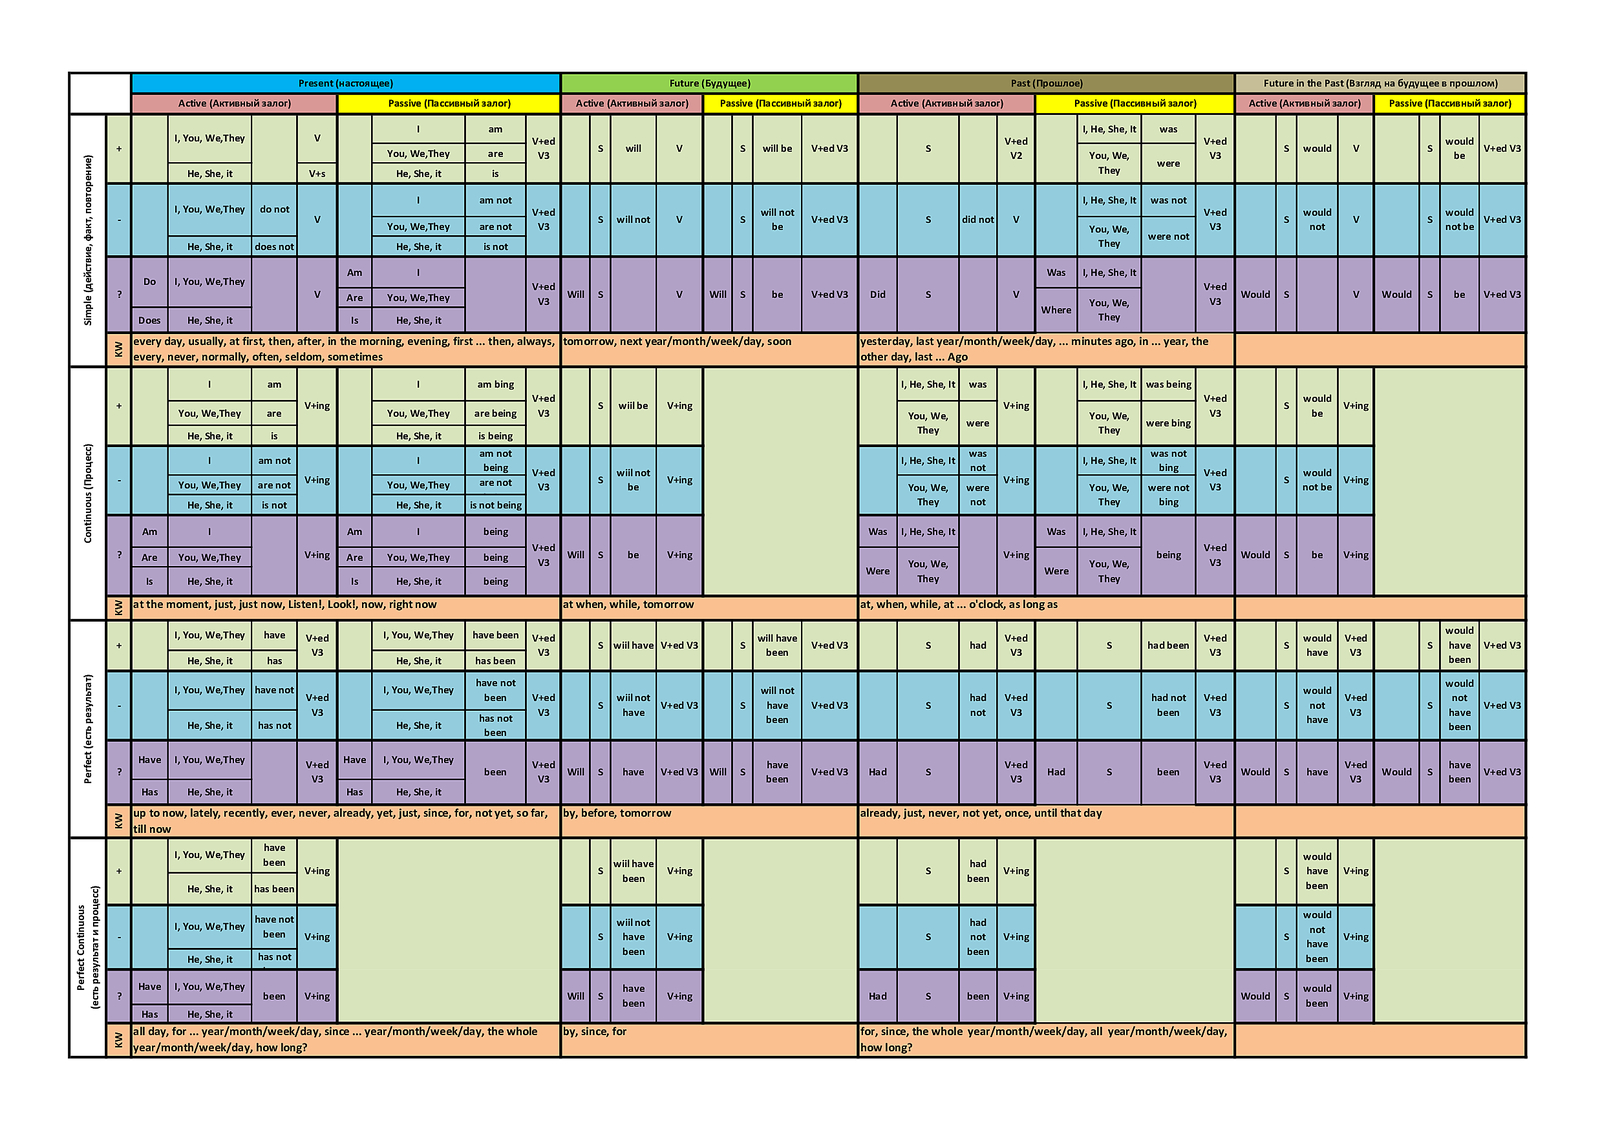 Present (настоящее) Future (Будущее) Past (Прошлое) Future in the Past (Взгляд на будущее в прошлом)
Active (Активный залог) Passive (Пассивный залог) Active (Активный залог) Passive (Пассивный залог) Active (Активный залог) Passive (Пассивный залог) Active (Активный залог) Passive (Пассивный залог)
Simple (действие, факт, повторение)
+ I, You, We,They V I am V+ed V3 S will V S will be V+ed V3 S V+ed V2 I, He, She, It was V+ed V3 S would V S would be V+ed V3
You, We,They are You, We, They were
He, She, it V+s He, She, it is
- I, You, We,They do not V I am not V+ed V3 S will not V S will not be V+ed V3 S did not V I, He, She, It was not V+ed V3 S would not V S would not be V+ed V3
You, We,They are not You, We, They were not
He, She, it does not He, She, it is not
? Do I, You, We,They V Am I V+ed V3 Will S V Will S be V+ed V3 Did S V Was I, He, She, It V+ed V3 Would S V Would S be V+ed V3
Are You, We,They Where You, We, They
Does He, She, it Is He, She, it
KW every day, usually, at first, then, after, in the morning, evening, first ... then, always,
every, never, normally, often, seldom, sometimes
tomorrow, next year/month/week/day, soon
yesterday, last year/month/week/day, ... minutes ago, in ... year, the
other day, last ... Ago
Continuous (Процесс)
+ I am V+ing I am bing V+ed V3 S wiil be V+ing I, He, She, It was V+ing I, He, She, It was being V+ed V3 S would be V+ing
You, We,They are You, We,They are being You, We, They were You, We, They were bing
He, She, it is He, She, it is being
- I am not V+ing I am not being V+ed V3 S wiil not be V+ing I, He, She, It was not V+ing I, He, She, It was not bing V+ed V3 S would not be V+ing
You, We,They are not You, We,They are not You, We, They were not You, We, They were not bing
He, She, it is not He, She, it is not being
? Am I V+ing Am I being V+ed V3 Will S be V+ing Was I, He, She, It V+ing Was I, He, She, It being V+ed V3 Would S be V+ing
Are You, We,They Are You, We,They being Were You, We, They Were You, We, They
Is He, She, it Is He, She, it being
KW at the moment, just, just now, Listen!, Look!, now, right now
at when, while, tomorrow
at, when, while, at ... o'clock, as long as
Perfect (есть результат)
+ I, You, We,They have V+ed V3 I, You, We,They have been V+ed V3 S wiil have V+ed V3 S will have been V+ed V3 S had V+ed V3 S had been V+ed V3 S would have V+ed V3 S would have been V+ed V3
He, She, it has He, She, it has been
- I, You, We,They have not V+ed V3 I, You, We,They have not been V+ed V3 S wiil not have V+ed V3 S will not have been V+ed V3 S had not V+ed V3 S had not been V+ed V3 S would not have V+ed V3 S would not have been V+ed V3
He, She, it has not He, She, it has not been
? Have I, You, We,They V+ed V3 Have I, You, We,They been V+ed V3 Will S have V+ed V3 Will S have been V+ed V3 Had S V+ed V3 Had S been V+ed V3 Would S have V+ed V3 Would S have been V+ed V3
Has He, She, it Has He, She, it
KW up to now, lately, recently, ever, never, already, yet, just, since, for, not yet, so far,
till now
by, before, tomorrow
already, just, never, not yet, once, until that day
Perfect Continuous
(есть результат и процесс)
+ I, You, We,They have been V+ing S wiil have been V+ing S had been V+ing S would have been V+ing
He, She, it has been
- I, You, We,They have not been V+ing S wiil not have been V+ing S had not been V+ing S would not have been V+ing
He, She, it has not
? Have I, You, We,They been V+ing Will S have been V+ing Had S been V+ing Would S would been V+ing
Has He, She, it
KW all day, for ... year/month/week/day, since ... year/month/week/day, the whole
year/month/week/day, how long?
by, since, for
for, since, the whole year/month/week/day, all year/month/week/day,
how long?